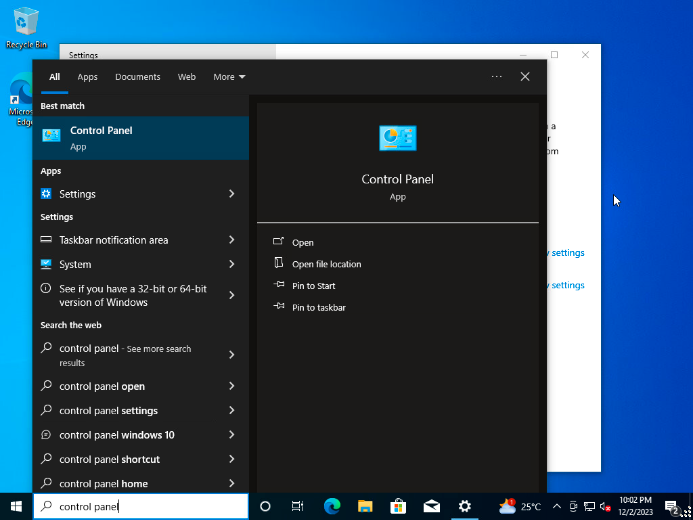 Recycle Bin
Settings
All
Apps
Documents
Web
More
Best match
Control Panel
App
Apps
Settings
Settings
Taskbar notification area
System
See if you have a 32-bit or 64-bit
version of Windows
Search the web
control panel - See more search
results
control panel open
control panel settings
control panel windows 10
control panel shortcut
control panel home
Control Panel
App
Open
Open file location
Pin to Start
Pin to taskbar
settings
settings
control panel
1
25°C
10:02 PM
12/2/2023
2